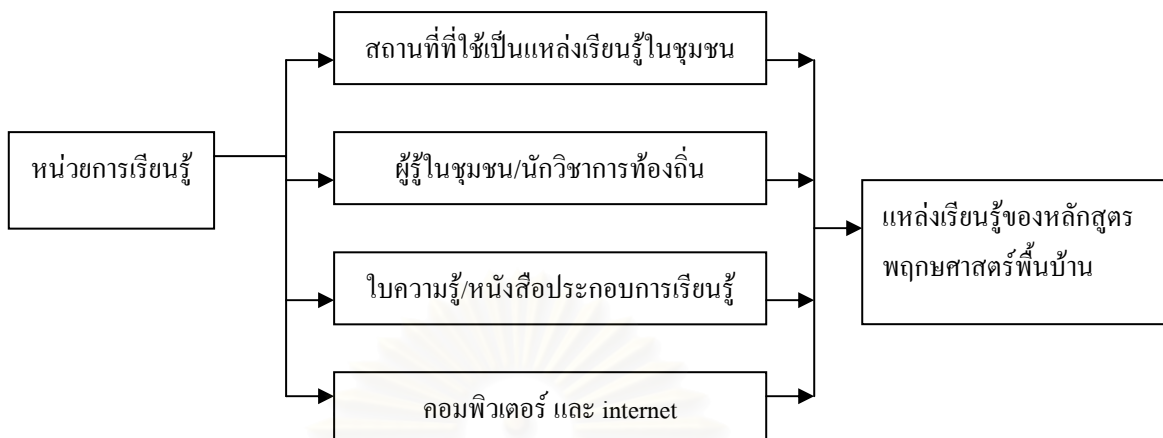 สถานที่ที่ใช้เป็นแหล่งเรียนรู้ในชุมชน
หน่วยการเรียนรู้
ผู้รู้ในชุมชน/นักวิชาการท้องถิ่น
ใบความรู้/หนังสือประกอบการเรียนรู้
คอมพิวเตอร์ และ internet
แหล่งเรียนรู้ของหลักสูตร
พฤกษศาสตร์พื้นบ้าน